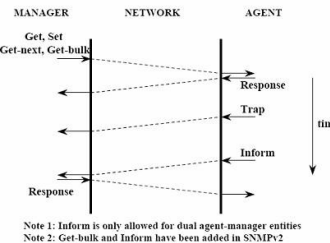 MANAGER NETWORK AGENT
Get, Set
Get-next, Get-bulk
Response
Trap
tin
Inform
Response
Note 1: Inform is only allowed for dual agent-manager entities
Note 2: Get-bulk and Inform have been added in SNMPv2